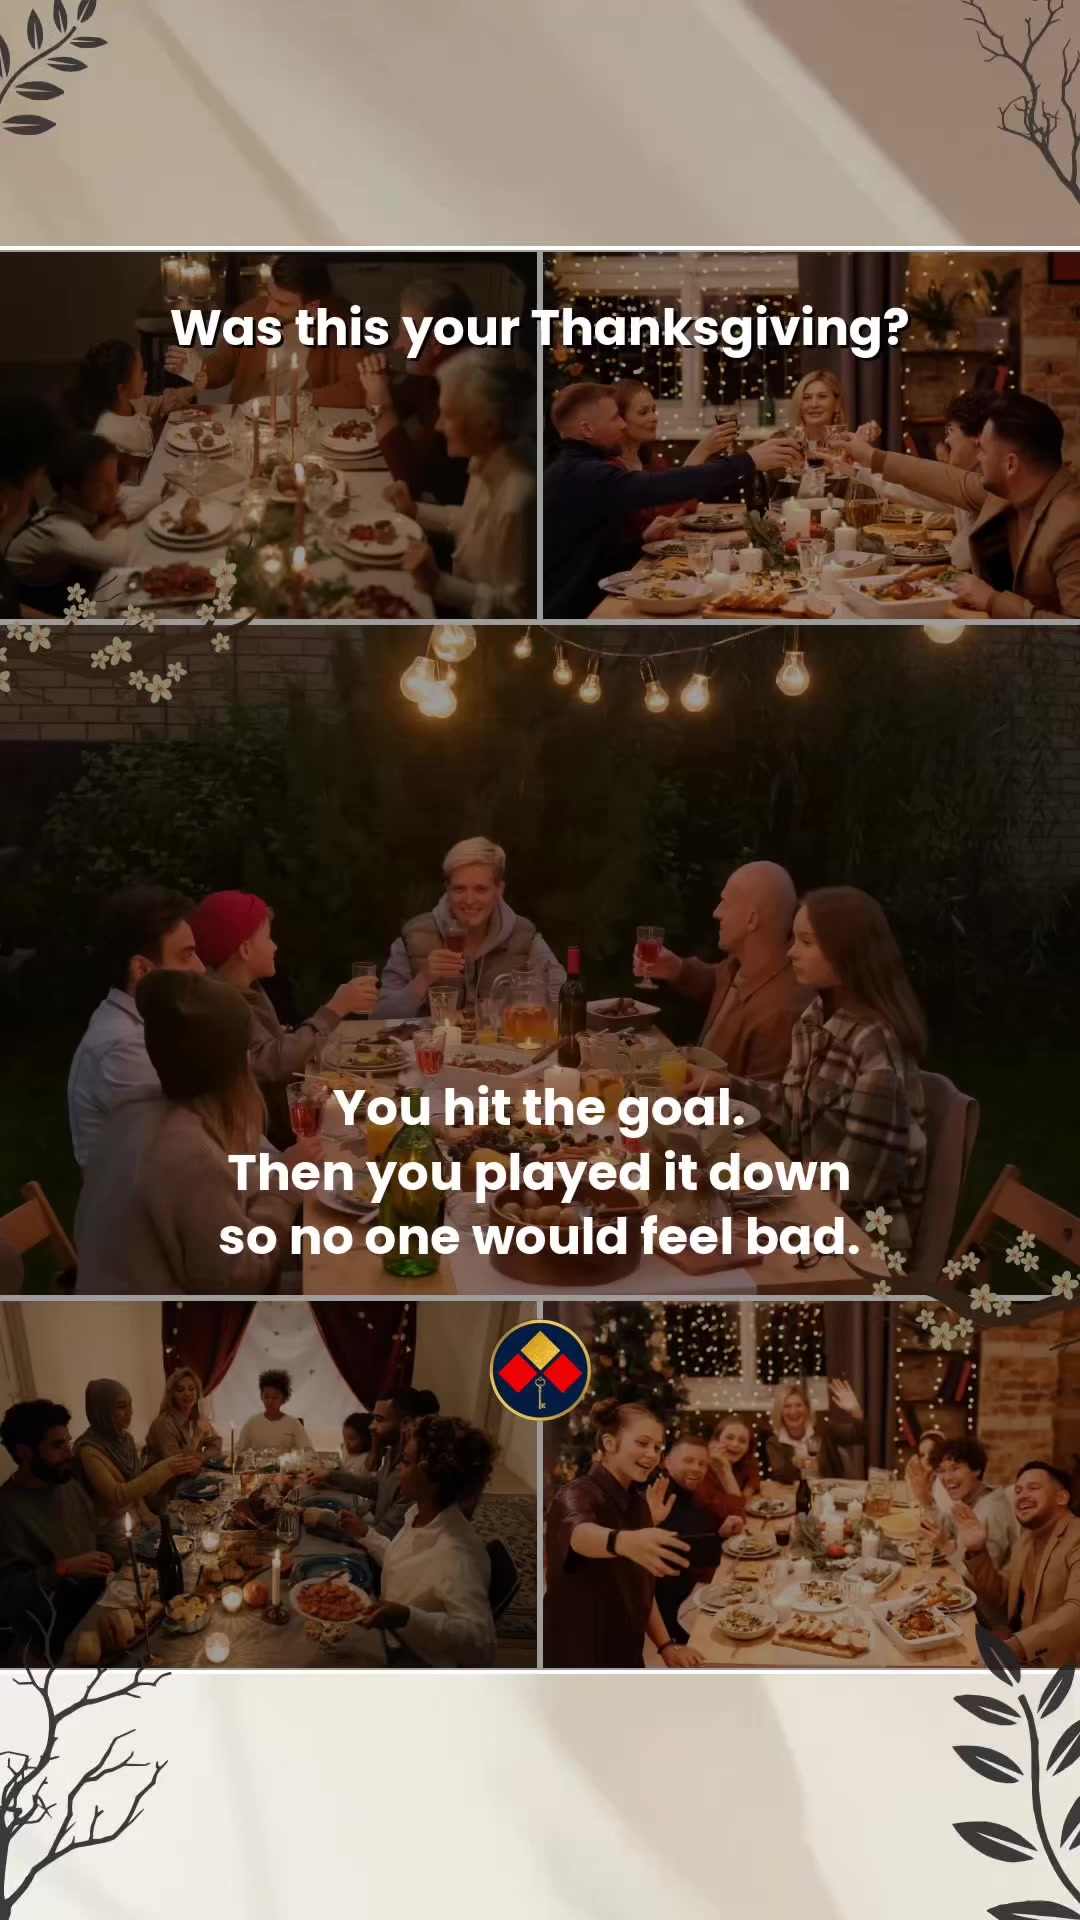 Was this your Thanksgiving?
You hit the goal.
Then you played it down
so no one would feel bad.